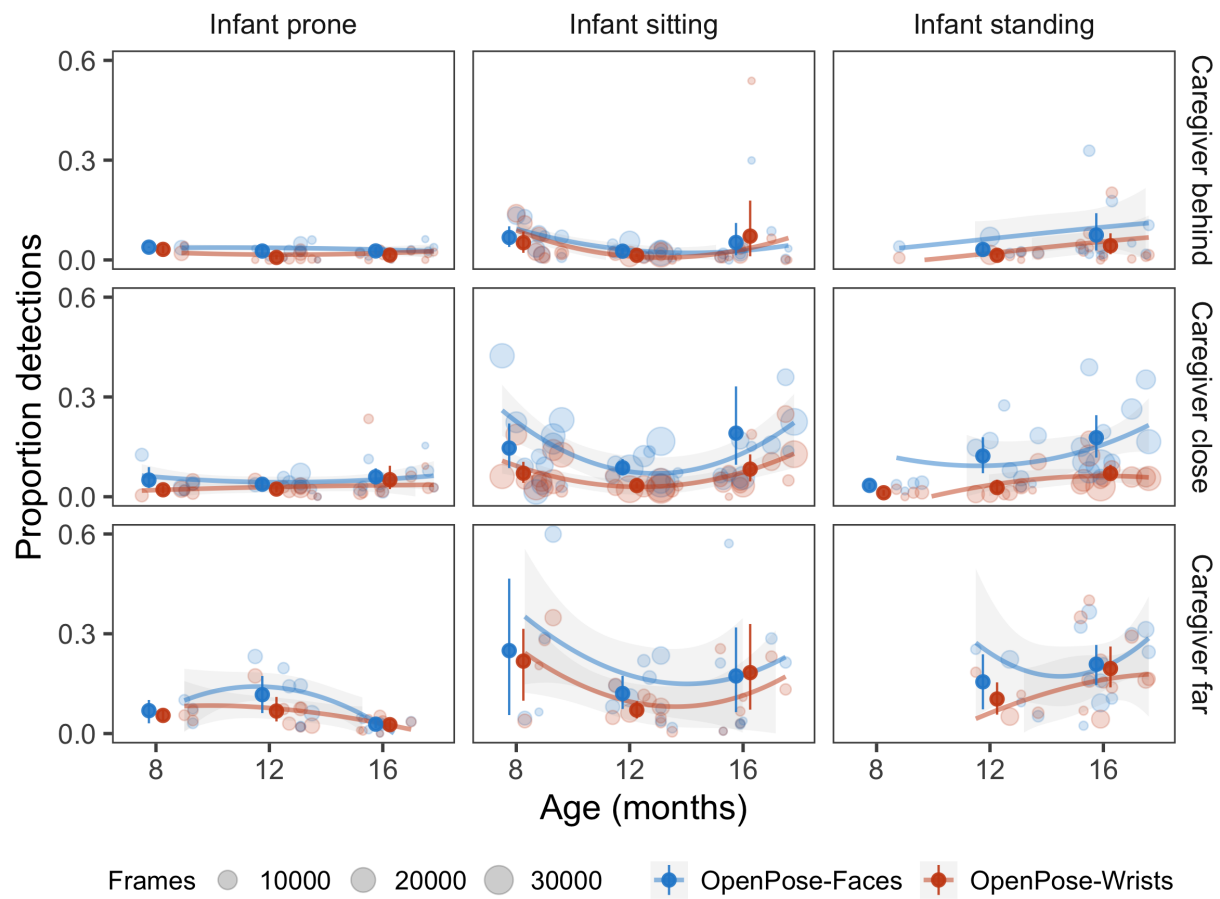 Infant prone Infant sitting Infant standing
Proportion detections
0.6
0.3
0.0
Caregiver behind
0.6
0.3
0.0
Caregiver close
0.6
0.3
0.0
Caregiver far
8 12 16 8 12 16 8 12 16
Age (months)
Frames 10000 20000 30000 OpenPose-Faces OpenPose-Wrists